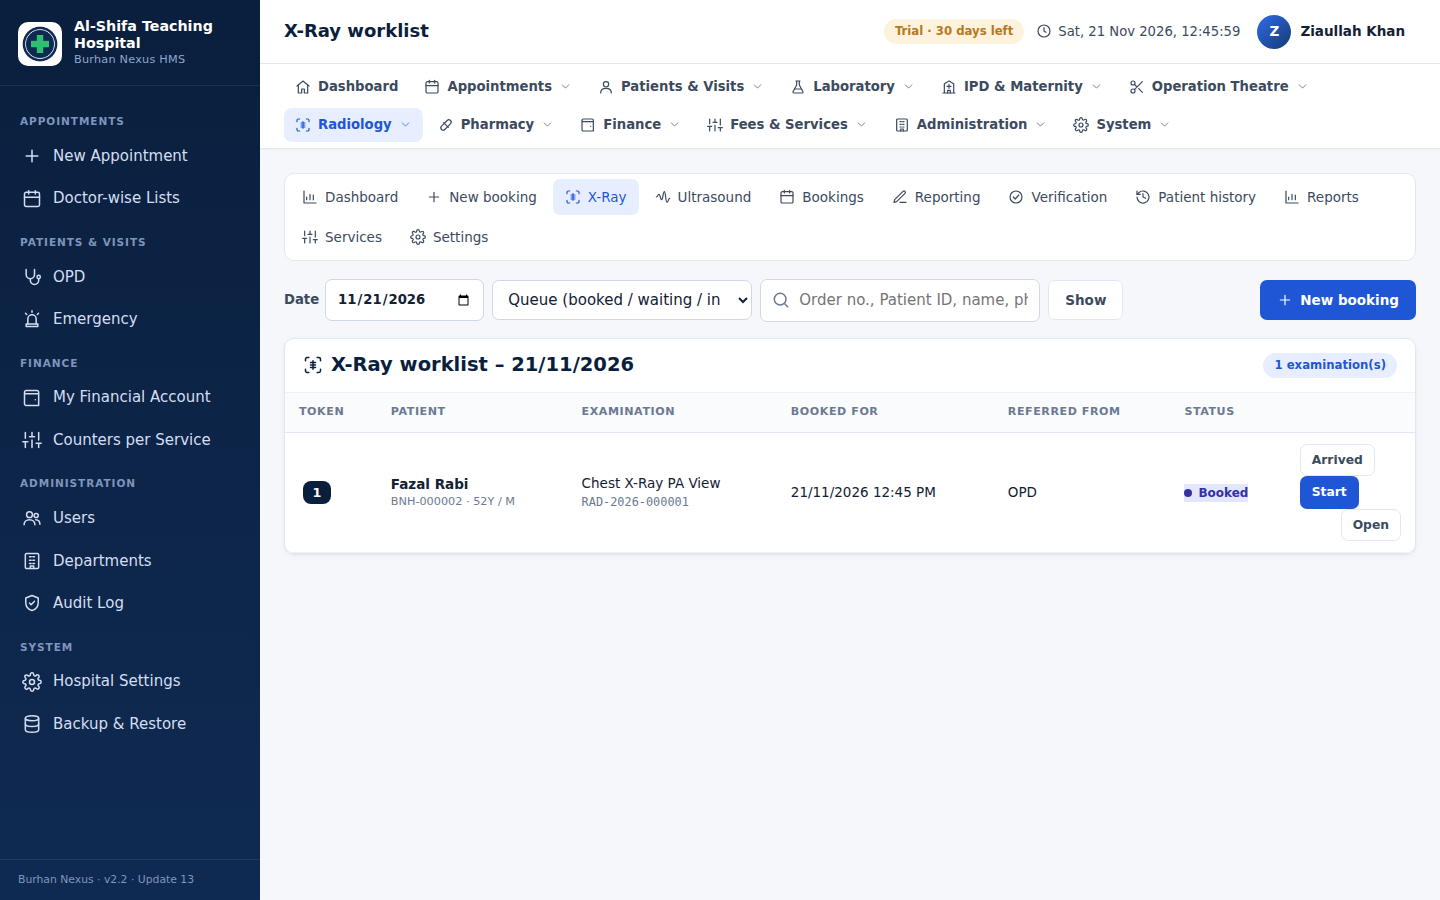 Al-Shifa Teaching
Hospital
Burhan Nexus HMS
APPOINTMENTS
New Appointment
Doctor-wise Lists
PATIENTS & VISITS
OPD
Emergency
FINANCE
My Financial Account
Counters per Service
ADMINISTRATION
Users
Departments
Audit Log
SYSTEM
Hospital Settings
Backup & Restore
Burhan Nexus · v2.2 · Update 13
X-Ray worklist
Trial · 30 days left
Sat, 21 Nov 2026, 12:45:59
Z
Ziaullah Khan
Dashboard Appointments Patients & Visits Laboratory IPD & Maternity Operation Theatre
Radiology Pharmacy Finance Fees & Services Administration System
Dashboard New booking X-Ray Ultrasound Bookings Reporting Verification Patient history Reports
Services Settings
Date 11/21/2026 Queue (booked / waiting / in Order no., Patient ID, name, ph Show New booking
X-Ray worklist – 21/11/2026 1 examination(s)
TOKEN PATIENT EXAMINATION BOOKED FOR REFERRED FROM STATUS
1 Fazal Rabi Chest X-Ray PA View 21/11/2026 12:45 PM OPD Booked Arrived
BNH-000002 · 52Y / M RAD-2026-000001 Start
Open